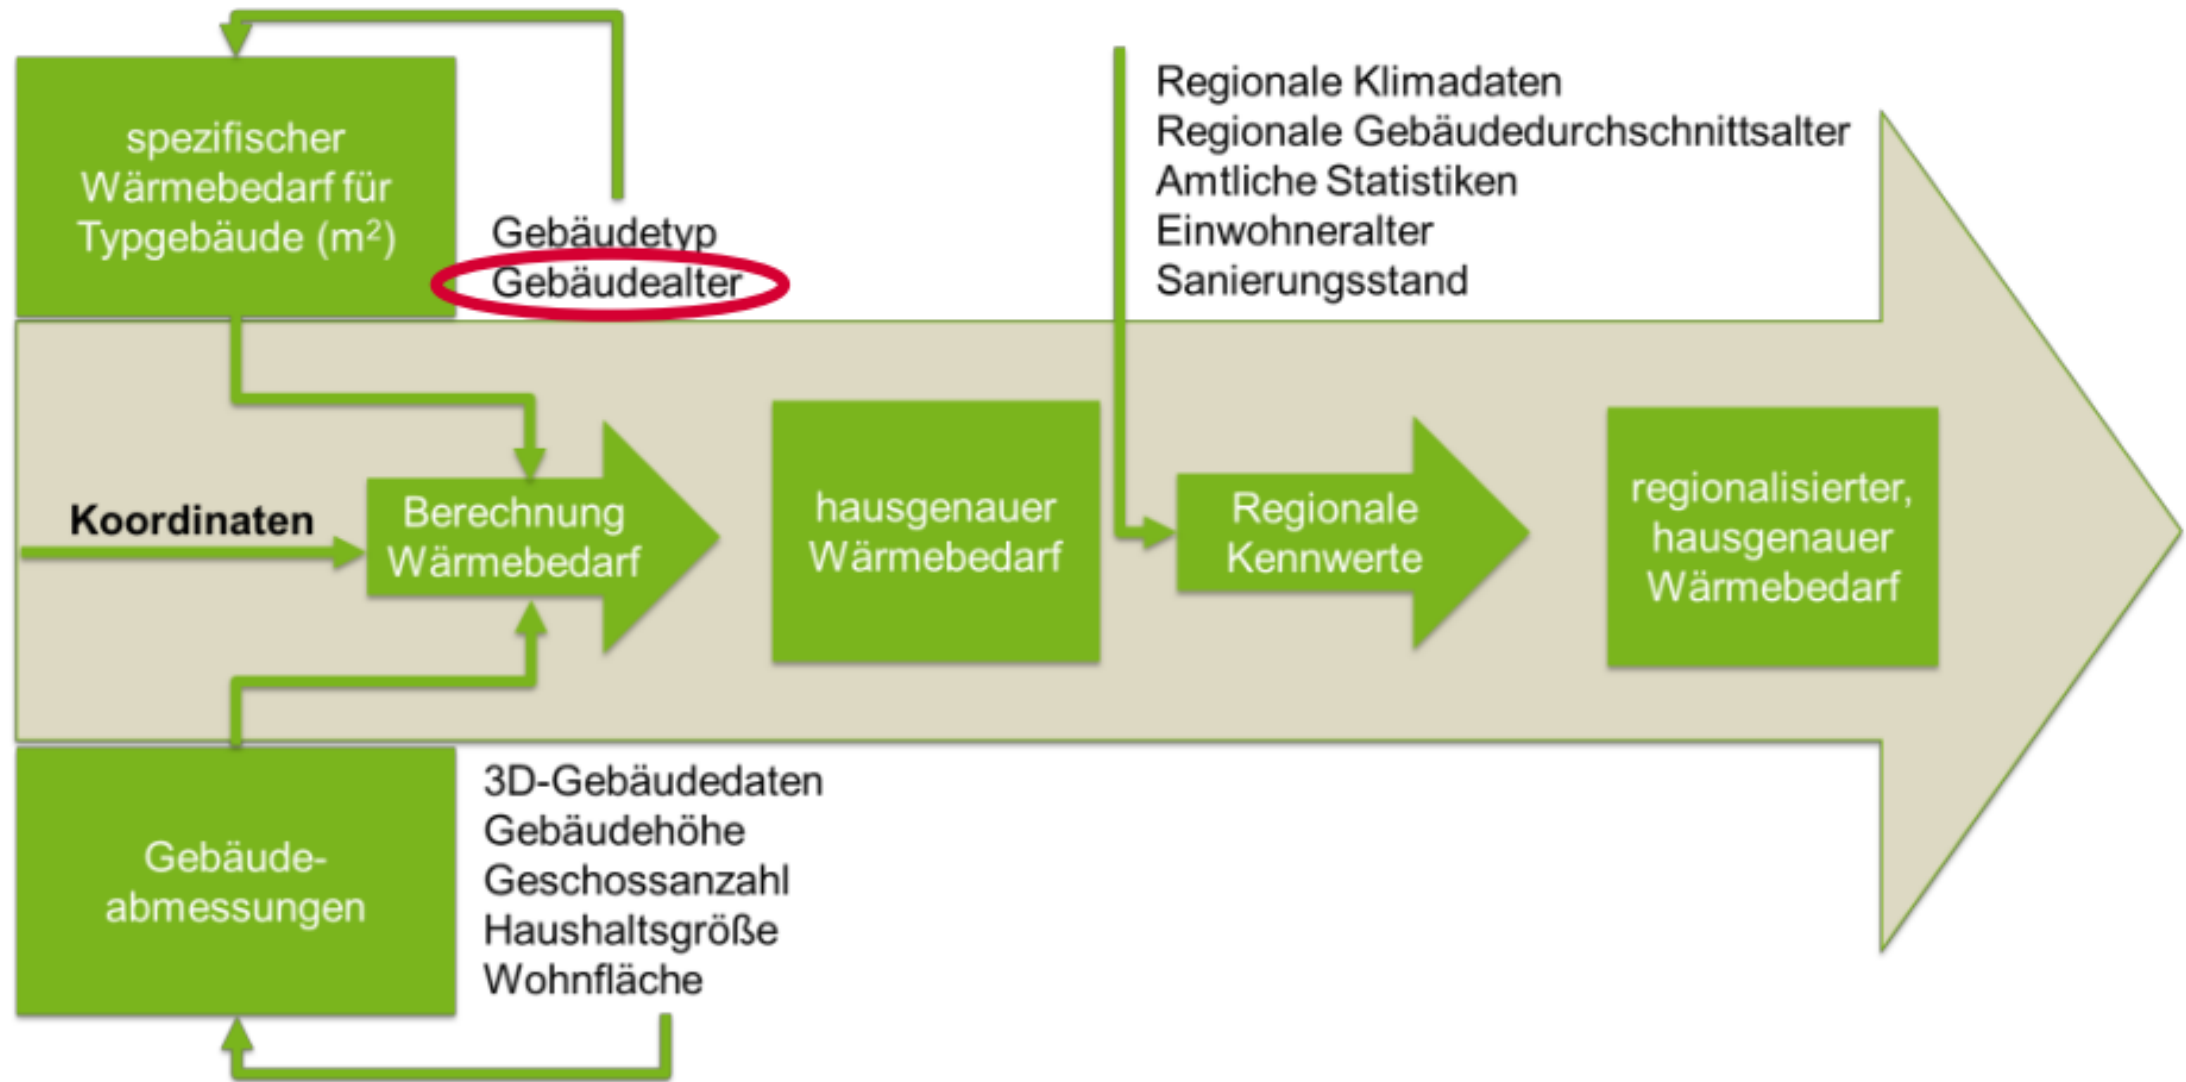 spezifischer
Wärmebedarf für
Typgebäude (m²)
Gebäudetyp
Gebäudealter
Regionale Klimadaten
Regionale Gebäudedurchschnittsalter
Amtliche Statistiken
Einwohneralter
Sanierungsstand
Koordinaten
Berechnung
Wärmebedarf
hausgenauer
Wärmebedarf
Regionale
Kennwerte
regionalisierter,
hausgenauer
Wärmebedarf
Gebäude-
abmessungen
3D-Gebäudedaten
Gebäudehöhe
Geschossanzahl
Haushaltsgröße
Wohnfläche